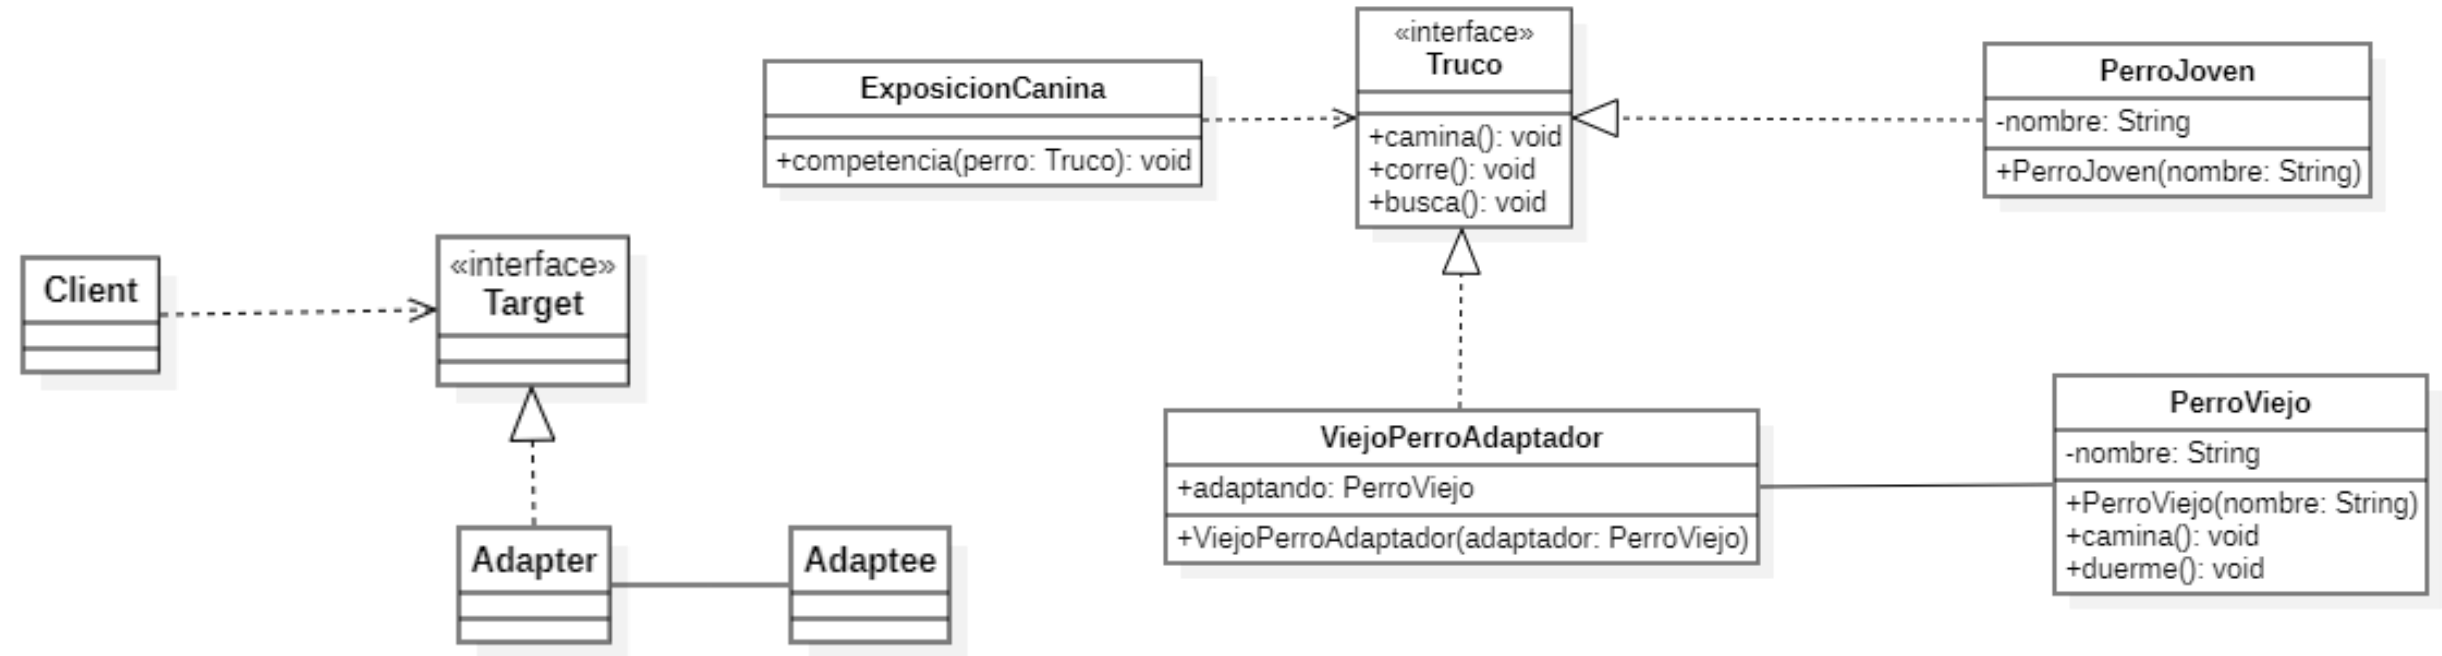 Client
«interface»
Target
Adapter
Adaptee
ExposicionCanina
+competencia(perro: Truco): void
«interface»
Truco
+camina(): void
+corre(): void
+busca(): void
PerroJoven
-nombre: String
+PerroJoven(nombre: String)
ViejoPerroAdaptador
+adaptando: PerroViejo
+ViejoPerroAdaptador(adaptador: PerroViejo)
PerroViejo
-nombre: String
+PerroViejo(nombre: String)
+camina(): void
+duerme(): void